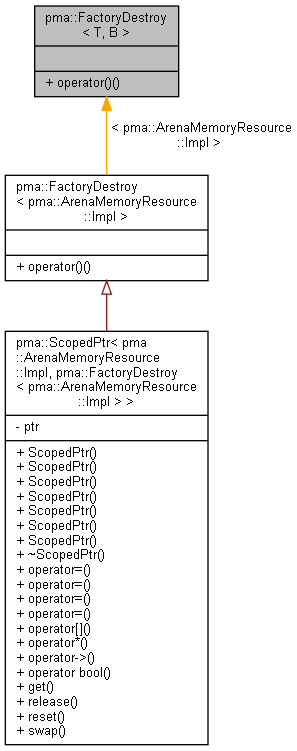 pma::FactoryDestroy
< T, B >
+ operator()()
< pma::ArenaMemoryResource
::Impl >
pma::FactoryDestroy
< pma::ArenaMemoryResource
::Impl >
+ operator()()
pma::ScopedPtr< pma
::ArenaMemoryResource
::Impl, pma::FactoryDestroy
< pma::ArenaMemoryResource
::Impl > >
- ptr
+ ScopedPtr()
+ ScopedPtr()
+ ScopedPtr()
+ ScopedPtr()
+ ScopedPtr()
+ ScopedPtr()
+ ScopedPtr()
+ ~ScopedPtr()
+ operator=()
+ operator=()
+ operator=()
+ operator=()
+ operator[]()
+ operator*()
+ operator->()
+ operator bool()
+ get()
+ release()
+ reset()
+ swap()